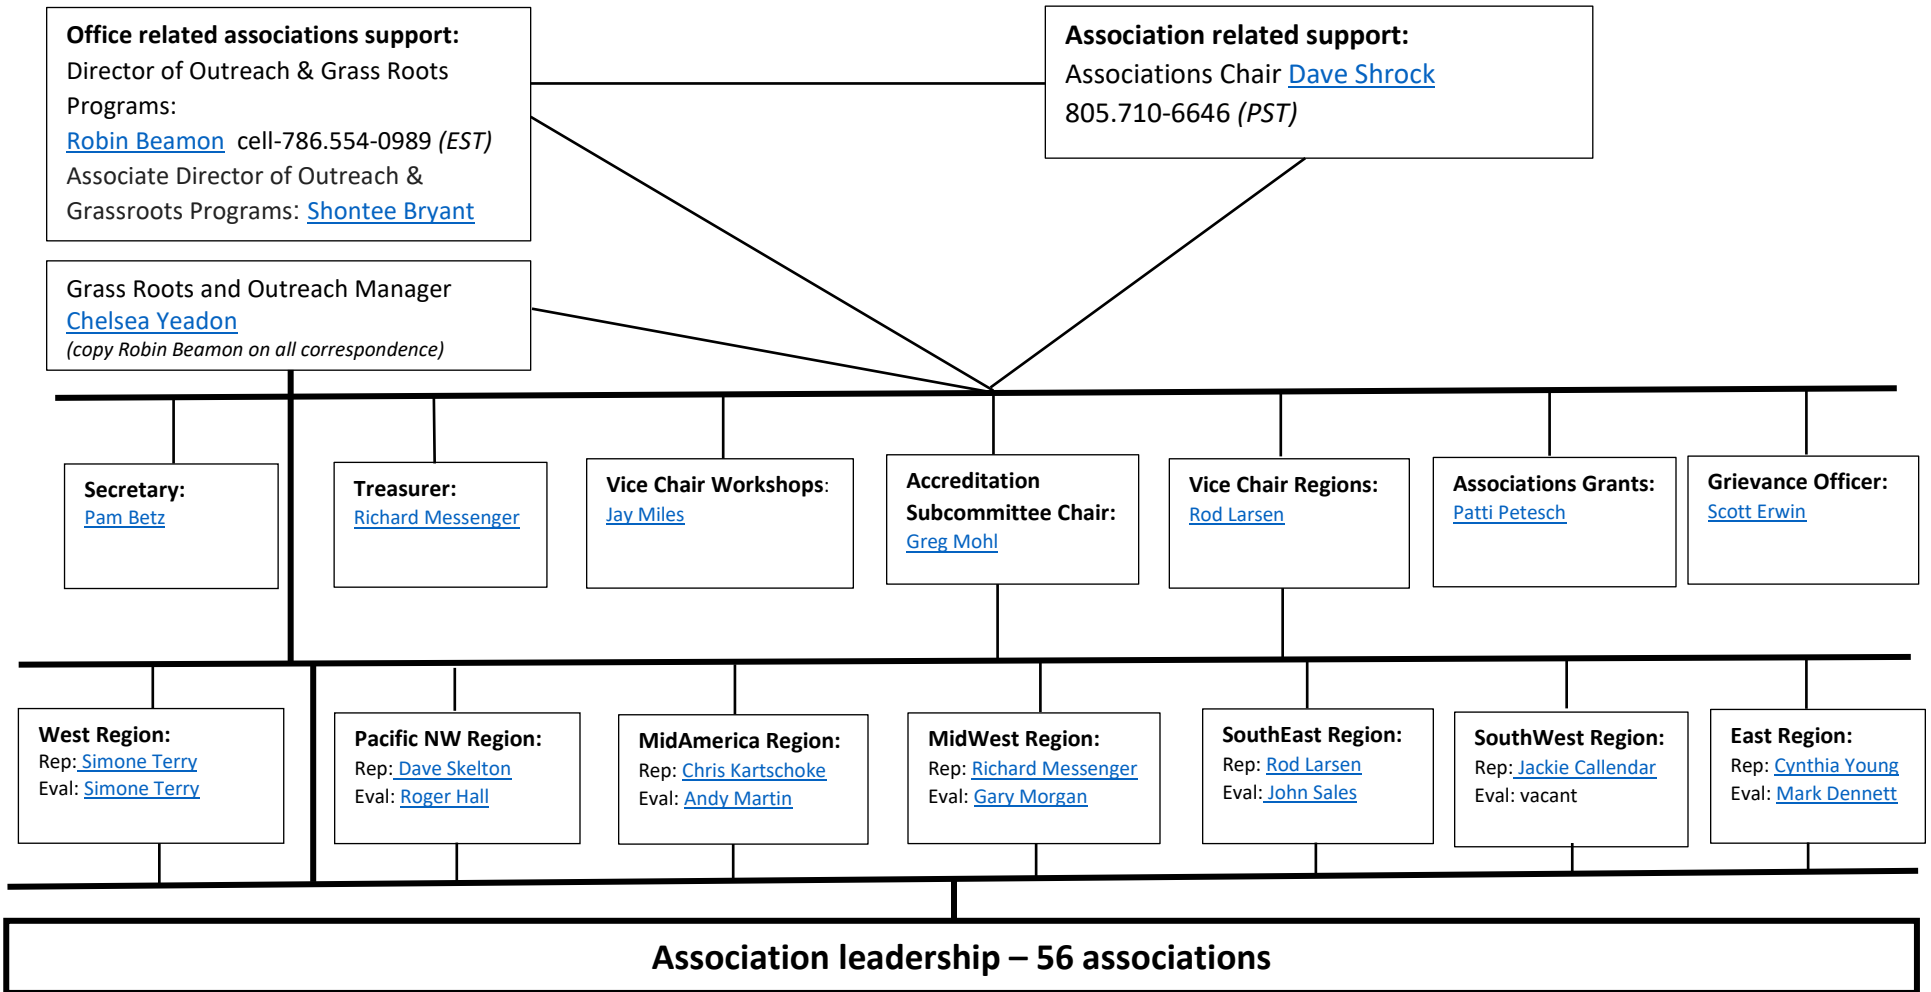 Office related associations support:
Director of Outreach & Grass Roots
Programs:
Robin Beamon cell-786.554-0989 (EST)
Associate Director of Outreach &
Grassroots Programs: Shontee Bryant
Association related support:
Associations Chair Dave Shrock
805.710-6646 (PST)
Grass Roots and Outreach Manager
Chelsea Yeadon
(copy Robin Beamon on all correspondence)
Secretary:
Pam Betz
Treasurer:
Richard Messenger
Vice Chair Workshops:
Jay Miles
Accreditation
Subcommittee Chair:
Greg Mohl
Vice Chair Regions:
Rod Larsen
Associations Grants:
Patti Petesch
Grievance Officer:
Scott Erwin
West Region:
Rep: Simone Terry
Eval: Simone Terry
Pacific NW Region:
Rep: Dave Skelton
Eval: Roger Hall
MidAmerica Region:
Rep: Chris Kartschoke
Eval: Andy Martin
MidWest Region:
Rep: Richard Messenger
Eval: Gary Morgan
SouthEast Region:
Rep: Rod Larsen
Eval: John Sales
SouthWest Region:
Rep: Jackie Callendar
Eval: vacant
East Region:
Rep: Cynthia Young
Eval: Mark Dennett
Association leadership – 56 associations